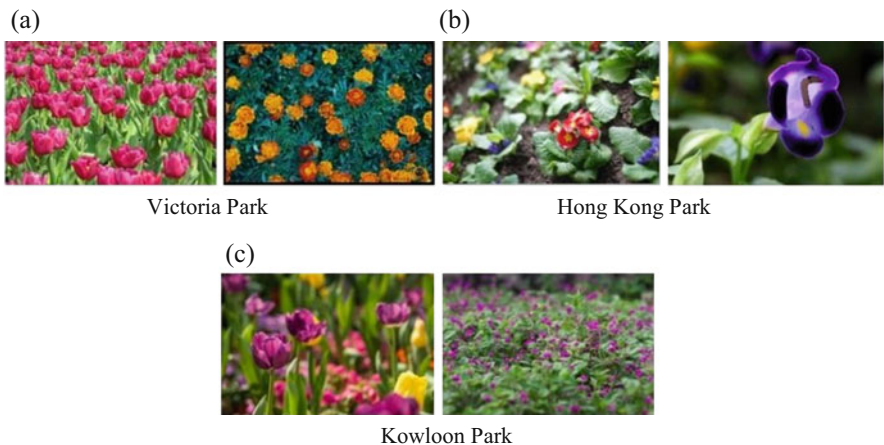 (a)
(b)
Victoria Park
Hong Kong Park
(c)
Kowloon Park